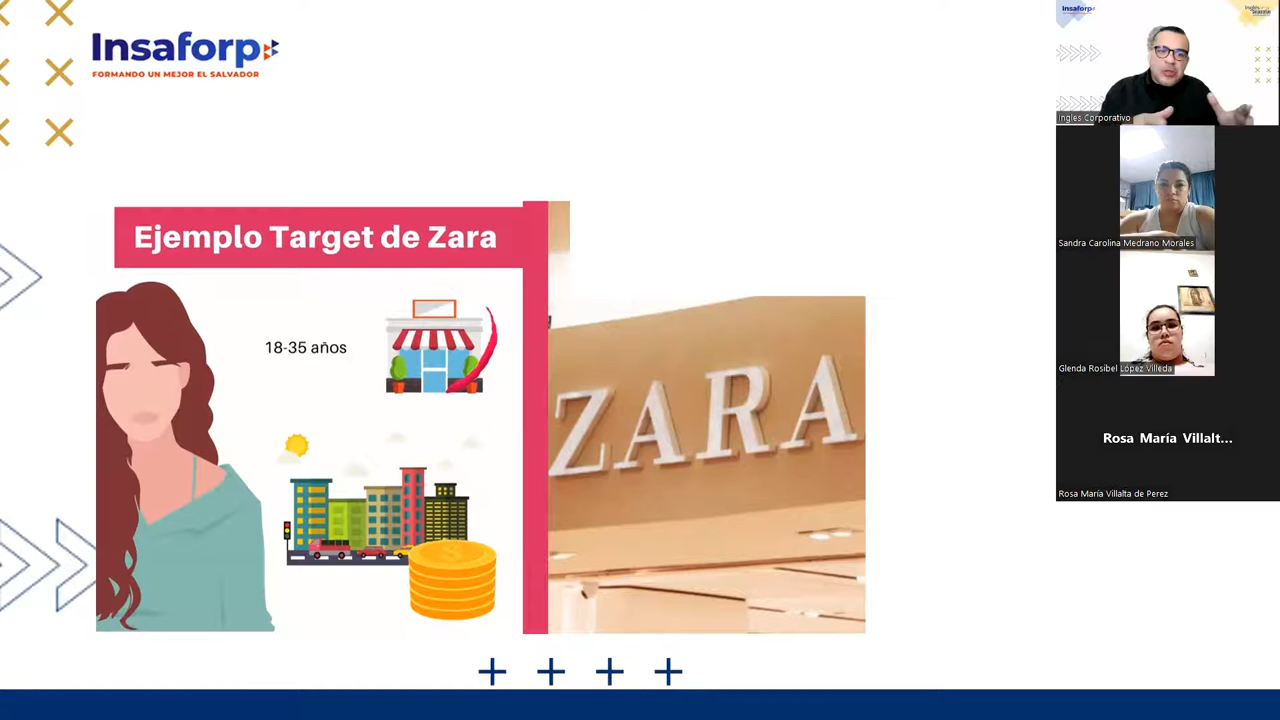 Insaforp
FORMANDO UN MEJOR EL SALVADOR
Ejemplo Target de Zara
18-35 años
ZARA
Insaforp
Ingles Corporativo
Sandra Carolina Medrano Morales
Glenda Rosibel López Villeda
Rosa María Villalt...
Rosa María Villalta de Perez